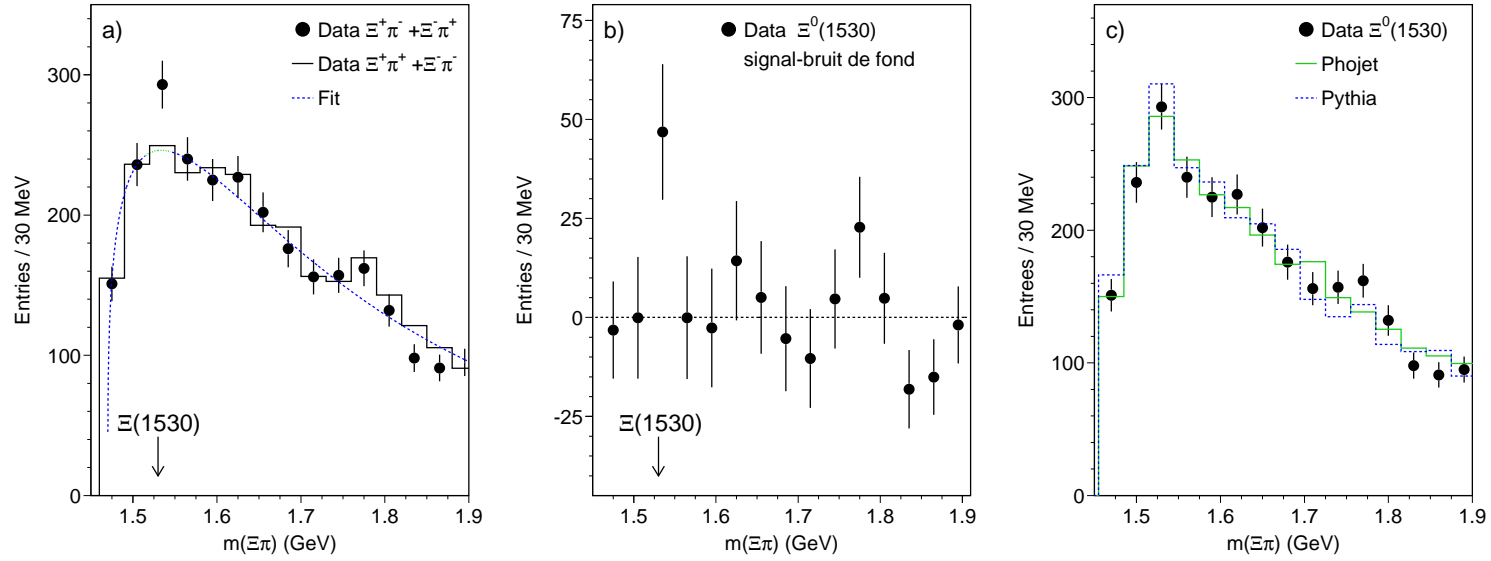 a)
Data Ξ⁺π⁻ +Ξ⁻π⁺
Data Ξ⁺π⁺ +Ξ⁻π⁻
Fit
300
200
100
0
Entries / 30 MeV
Ξ(1530)
1.5 1.6 1.7 1.8 1.9
m(Ξπ) (GeV)
b)
Data Ξ⁰(1530)
signal-bruit de fond
75
50
25
0
-25
Entries / 30 MeV
Ξ(1530)
1.5 1.6 1.7 1.8 1.9
m(Ξπ) (GeV)
c)
Data Ξ⁰(1530)
Phojet
Pythia
300
200
100
0
Entrees / 30 MeV
1.5 1.6 1.7 1.8 1.9
m(Ξπ) (GeV)